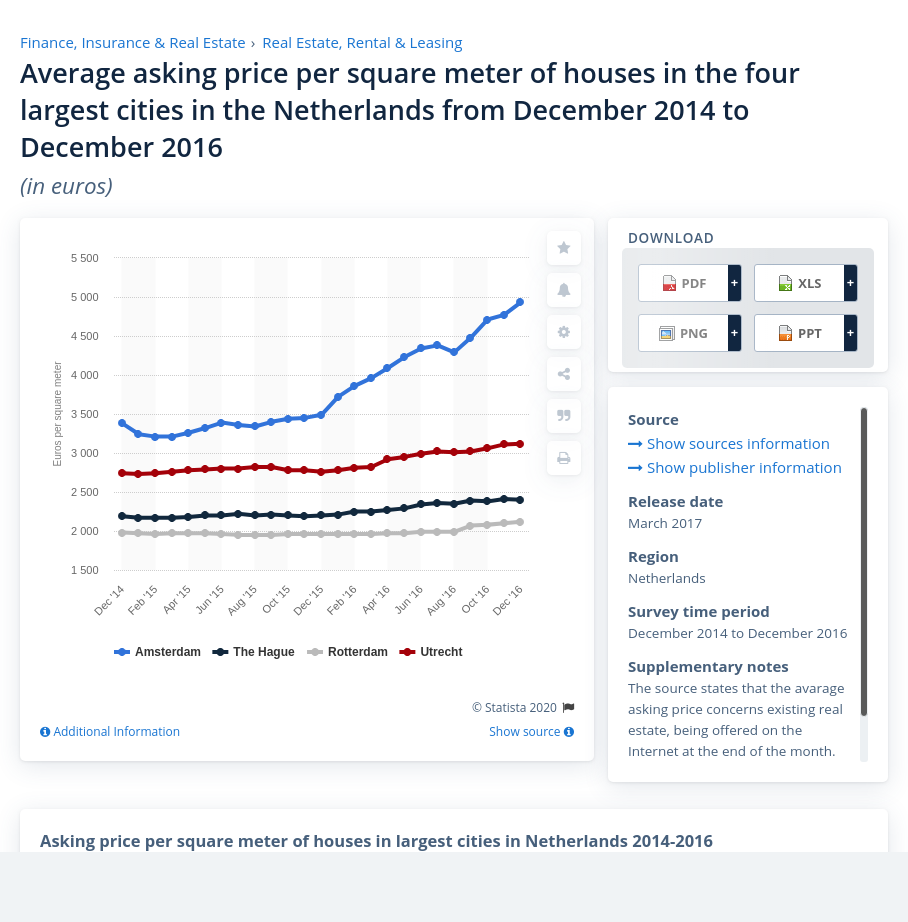 Finance, Insurance & Real Estate › Real Estate, Rental & Leasing
Average asking price per square meter of houses in the four
largest cities in the Netherlands from December 2014 to
December 2016
(in euros)
5 500
5 000
4 500
4 000
3 500
3 000
2 500
2 000
1 500
Euros per square meter
Dec '14
Feb '15
Apr '15
Jun '15
Aug '15
Oct '15
Dec '15
Feb '16
Apr '16
Jun '16
Aug '16
Oct '16
Dec '16
Amsterdam The Hague Rotterdam Utrecht
© Statista 2020
Additional Information Show source
DOWNLOAD
PDF + XLS +
PNG + PPT +
Source
Show sources information
Show publisher information
Release date
March 2017
Region
Netherlands
Survey time period
December 2014 to December 2016
Supplementary notes
The source states that the avarage
asking price concerns existing real
estate, being offered on the
Internet at the end of the month.
Asking price per square meter of houses in largest cities in Netherlands 2014-2016